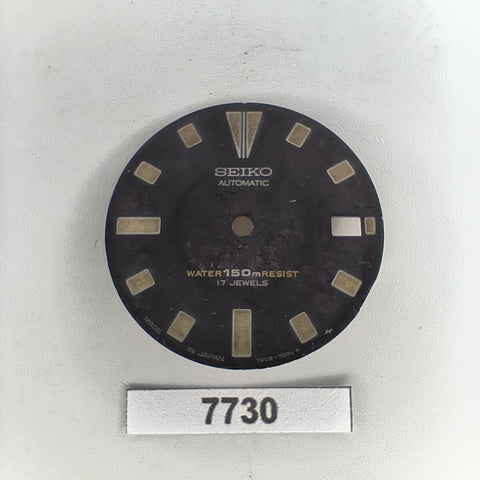 SEIKO
AUTOMATIC
WATER 150m RESIST
17 JEWELS
MADE IN JAPAN
7730